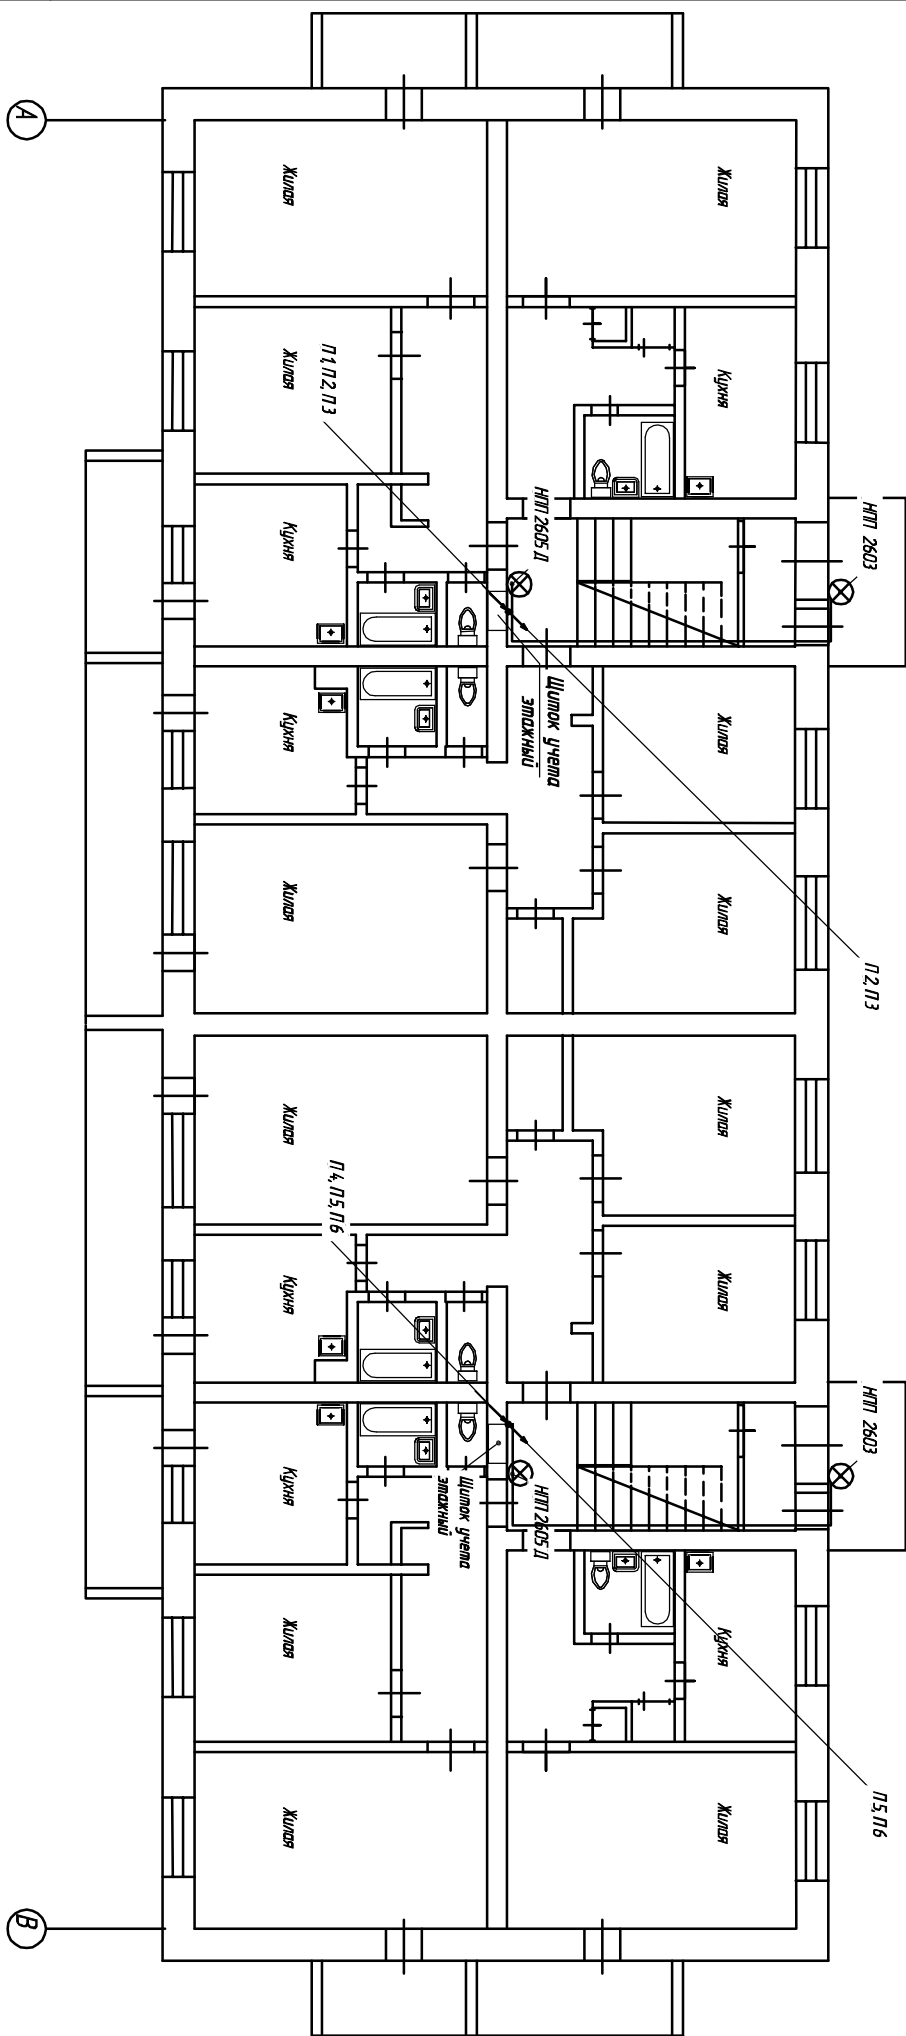 НПП 2603
НПП 2603
П2,П3
П5,П6
Жилая
Кухня
Жилая
Жилая
Жилая
Жилая
Кухня
Жилая
НПП 2605 Д
Щиток учета
этажный
НПП 2605 Д
Щиток учета
этажный
П1,П2,П3
П4,П5,П6
Жилая
Жилая
Кухня
Кухня
Жилая
Жилая
Кухня
Кухня
Жилая
Жилая
А
В